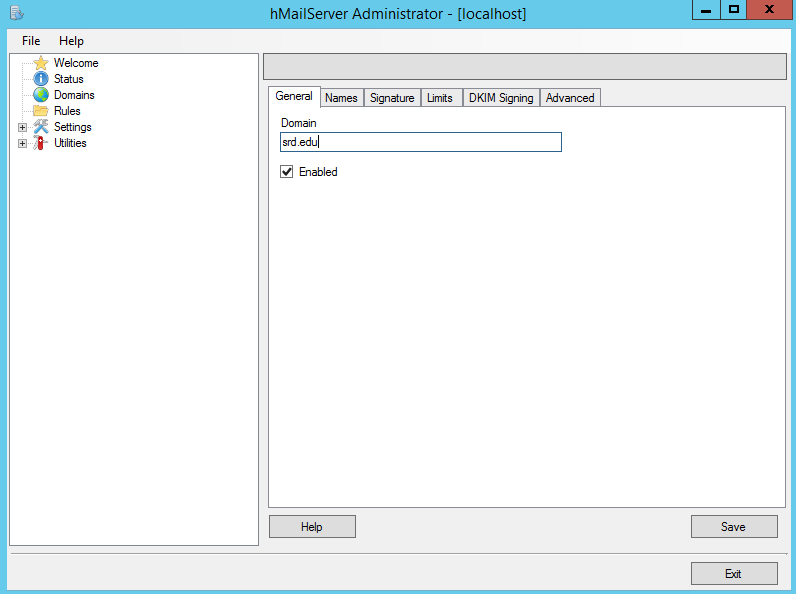 hMailServer Administrator - [localhost]
File Help
Welcome
Status
Domains
Rules
Settings
Utilities
General Names Signature Limits DKIM Signing Advanced
Domain
srd.edu
Enabled
Help Save
Exit